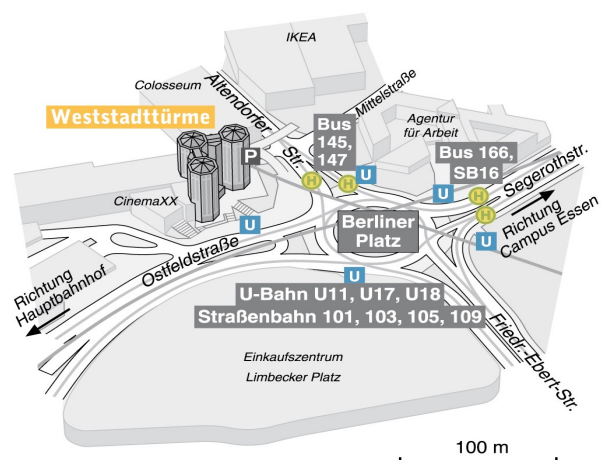 IKEA
Colosseum
Altendorfer
Str.
Mittelstraße
Weststadttürme
P
Bus
145,
147
Agentur
für Arbeit
U
Bus 166,
SB16
Segerothstr.
H
H
U
H
H
CinemaXX
U
Berliner
Platz
U
Richtung
Campus Essen
Ostfeldstraße
Richtung
Hauptbahnhof
U
U-Bahn U11, U17, U18
Straßenbahn 101, 103, 105, 109
Friedr.-Ebert-Str.
Einkaufszentrum
Limbecker Platz
100 m